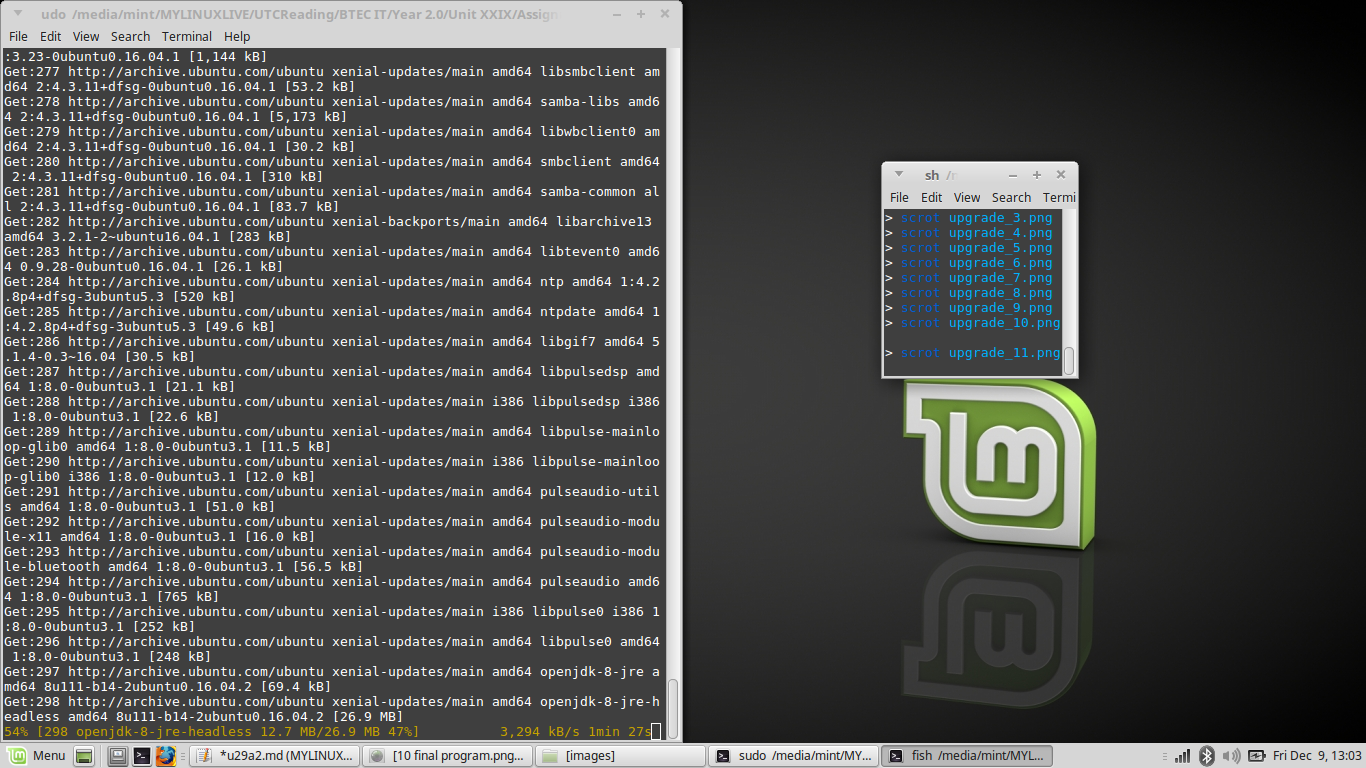 udo /media/mint/MYLINUXLIVE/UTCReading/BTEC IT/Year 2.0/Unit XXIX/Assign
File Edit View Search Terminal Help
:3.23-0ubuntu0.16.04.1 [1,144 kB]
Get:277 http://archive.ubuntu.com/ubuntu xenial-updates/main amd64 libsmbclient am
d64 2:4.3.11+dfsg-0ubuntu0.16.04.1 [53.2 kB]
Get:278 http://archive.ubuntu.com/ubuntu xenial-updates/main amd64 samba-libs amd6
4 2:4.3.11+dfsg-0ubuntu0.16.04.1 [5,173 kB]
Get:279 http://archive.ubuntu.com/ubuntu xenial-updates/main amd64 libwbclient0 am
d64 2:4.3.11+dfsg-0ubuntu0.16.04.1 [30.2 kB]
Get:280 http://archive.ubuntu.com/ubuntu xenial-updates/main amd64 smbclient amd64
 2:4.3.11+dfsg-0ubuntu0.16.04.1 [310 kB]
Get:281 http://archive.ubuntu.com/ubuntu xenial-updates/main amd64 samba-common al
l 2:4.3.11+dfsg-0ubuntu0.16.04.1 [83.7 kB]
Get:282 http://archive.ubuntu.com/ubuntu xenial-backports/main amd64 libarchive13
amd64 3.2.1-2~ubuntu16.04.1 [283 kB]
Get:283 http://archive.ubuntu.com/ubuntu xenial-updates/main amd64 libtevent0 amd6
4 0.9.28-0ubuntu0.16.04.1 [26.1 kB]
Get:284 http://archive.ubuntu.com/ubuntu xenial-updates/main amd64 ntp amd64 1:4.2
.8p4+dfsg-3ubuntu5.3 [520 kB]
Get:285 http://archive.ubuntu.com/ubuntu xenial-updates/main amd64 ntpdate amd64 1
:4.2.8p4+dfsg-3ubuntu5.3 [49.6 kB]
Get:286 http://archive.ubuntu.com/ubuntu xenial-updates/main amd64 libgif7 amd64 5
.1.4-0.3~16.04 [30.5 kB]
Get:287 http://archive.ubuntu.com/ubuntu xenial-updates/main amd64 libpulsedsp amd
64 1:8.0-0ubuntu3.1 [21.1 kB]
Get:288 http://archive.ubuntu.com/ubuntu xenial-updates/main i386 libpulsedsp i386
 1:8.0-0ubuntu3.1 [22.6 kB]
Get:289 http://archive.ubuntu.com/ubuntu xenial-updates/main amd64 libpulse-mainlo
op-glib0 amd64 1:8.0-0ubuntu3.1 [11.5 kB]
Get:290 http://archive.ubuntu.com/ubuntu xenial-updates/main i386 libpulse-mainloo
p-glib0 i386 1:8.0-0ubuntu3.1 [12.0 kB]
Get:291 http://archive.ubuntu.com/ubuntu xenial-updates/main amd64 pulseaudio-util
s amd64 1:8.0-0ubuntu3.1 [51.0 kB]
Get:292 http://archive.ubuntu.com/ubuntu xenial-updates/main amd64 pulseaudio-modu
le-x11 amd64 1:8.0-0ubuntu3.1 [16.0 kB]
Get:293 http://archive.ubuntu.com/ubuntu xenial-updates/main amd64 pulseaudio-modu
le-bluetooth amd64 1:8.0-0ubuntu3.1 [56.5 kB]
Get:294 http://archive.ubuntu.com/ubuntu xenial-updates/main amd64 pulseaudio amd6
4 1:8.0-0ubuntu3.1 [765 kB]
Get:295 http://archive.ubuntu.com/ubuntu xenial-updates/main i386 libpulse0 i386 1
:8.0-0ubuntu3.1 [252 kB]
Get:296 http://archive.ubuntu.com/ubuntu xenial-updates/main amd64 libpulse0 amd64
 1:8.0-0ubuntu3.1 [248 kB]
Get:297 http://archive.ubuntu.com/ubuntu xenial-updates/main amd64 openjdk-8-jre a
md64 8u111-b14-2ubuntu0.16.04.2 [69.4 kB]
Get:298 http://archive.ubuntu.com/ubuntu xenial-updates/main amd64 openjdk-8-jre-h
eadless amd64 8u111-b14-2ubuntu0.16.04.2 [26.9 MB]
54% [298 openjdk-8-jre-headless 12.7 MB/26.9 MB 47%] 3,294 kB/s 1min 27s
sh /
File Edit View Search Termi
> scrot upgrade_3.png
> scrot upgrade_4.png
> scrot upgrade_5.png
> scrot upgrade_6.png
> scrot upgrade_7.png
> scrot upgrade_8.png
> scrot upgrade_9.png
> scrot upgrade_10.png
> scrot upgrade_11.png
Menu *u29a2.md (MYLINUX... [10 final program.png... [images] sudo /media/mint/MY... fish /media/mint/MYL... Fri Dec 9, 13:03